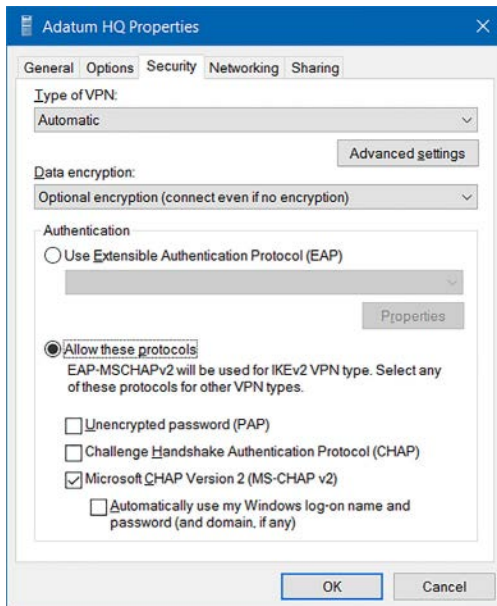 Adatum HQ Properties
General Options Security Networking Sharing
Type of VPN:
Automatic
Advanced settings
Data encryption:
Optional encryption (connect even if no encryption)
Authentication
Use Extensible Authentication Protocol (EAP)
Properties
Allow these protocols
EAP-MSCHAPv2 will be used for IKEv2 VPN type. Select any
of these protocols for other VPN types.
Unencrypted password (PAP)
Challenge Handshake Authentication Protocol (CHAP)
Microsoft CHAP Version 2 (MS-CHAP v2)
Automatically use my Windows log-on name and
password (and domain, if any)
OK Cancel